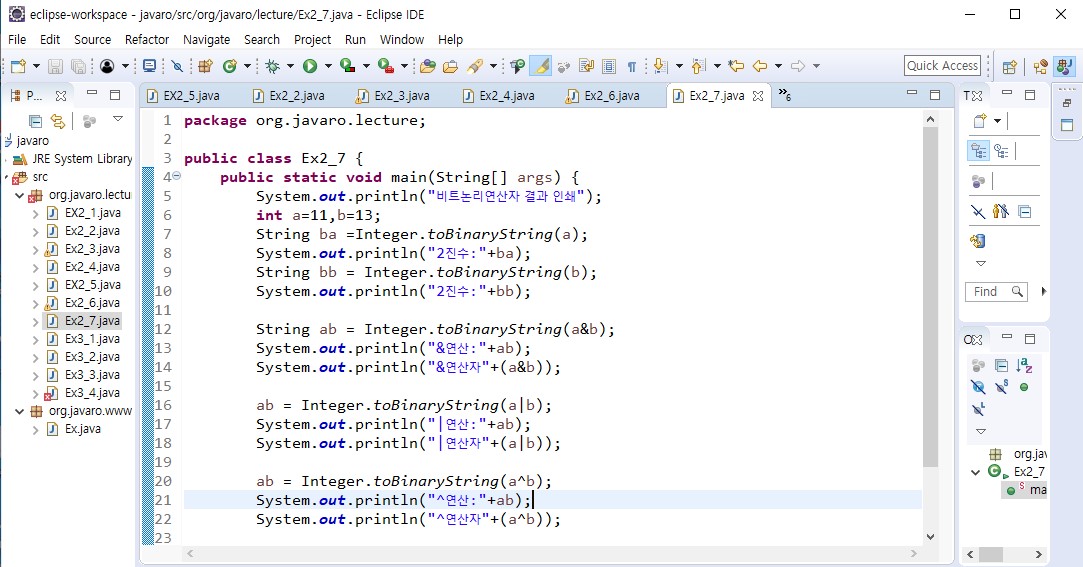 eclipse-workspace - javaro/src/org/javaro/lecture/Ex2_7.java - Eclipse IDE
File Edit Source Refactor Navigate Search Project Run Window Help
Quick Access
P...
EX2_5.java Ex2_2.java Ex2_3.java Ex2_4.java Ex2_6.java Ex2_7.java »6
T
javaro
JRE System Library
src
org.javaro.lectu
EX2_1.java
Ex2_2.java
Ex2_3.java
Ex2_4.java
EX2_5.java
Ex2_6.java
Ex2_7.java
Ex3_1.java
Ex3_2.java
Ex3_3.java
Ex3_4.java
org.javaro.www
Ex.java
1 package org.javaro.lecture;
2
3 public class Ex2_7 {
4 public static void main(String[] args) {
5 System.out.println("비트논리연산자 결과 인쇄");
6 int a=11,b=13;
7 String ba =Integer.toBinaryString(a);
8 System.out.println("2진수:"+ba);
9 String bb = Integer.toBinaryString(b);
10 System.out.println("2진수:"+bb);
11
12 String ab = Integer.toBinaryString(a&b);
13 System.out.println("&연산:"+ab);
14 System.out.println("&연산자"+(a&b));
15
16 ab = Integer.toBinaryString(a|b);
17 System.out.println("|연산:"+ab);
18 System.out.println("|연산자"+(a|b));
19
20 ab = Integer.toBinaryString(a^b);
21 System.out.println("^연산:"+ab);
22 System.out.println("^연산자"+(a^b));
23
Find
O
org.jav
Ex2_7
ma